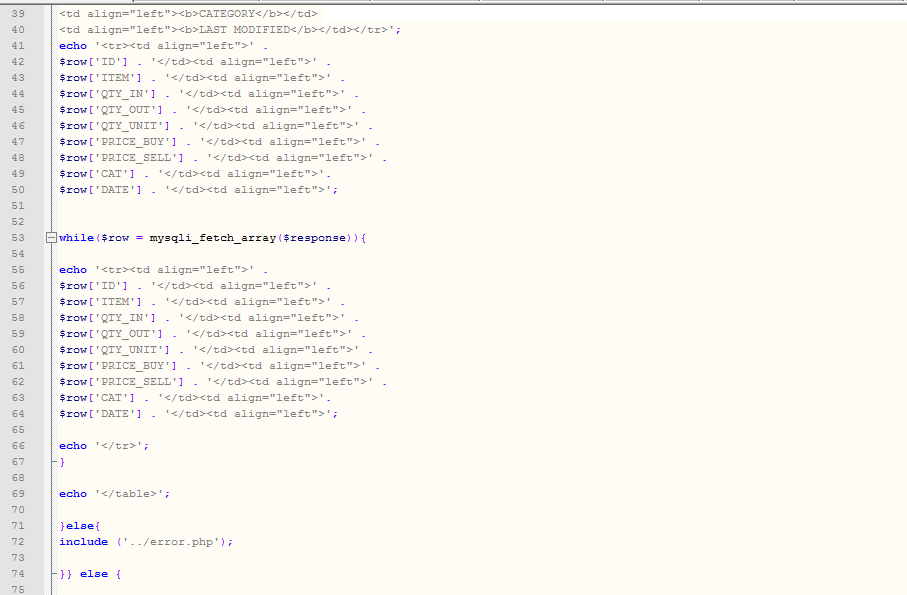 39 <td align="left"><b>CATEGORY</b></td>
40 <td align="left"><b>LAST MODIFIED</b></td></tr>';
41 echo '<tr><td align="left">' .
42 $row['ID'] . '</td><td align="left">' .
43 $row['ITEM'] . '</td><td align="left">' .
44 $row['QTY_IN'] . '</td><td align="left">' .
45 $row['QTY_OUT'] . '</td><td align="left">' .
46 $row['QTY_UNIT'] . '</td><td align="left">' .
47 $row['PRICE_BUY'] . '</td><td align="left">' .
48 $row['PRICE_SELL'] . '</td><td align="left">' .
49 $row['CAT'] . '</td><td align="left">'.
50 $row['DATE'] . '</td><td align="left">';
51
52
53 while($row = mysqli_fetch_array($response)){
54
55 echo '<tr><td align="left">' .
56 $row['ID'] . '</td><td align="left">' .
57 $row['ITEM'] . '</td><td align="left">' .
58 $row['QTY_IN'] . '</td><td align="left">' .
59 $row['QTY_OUT'] . '</td><td align="left">' .
60 $row['QTY_UNIT'] . '</td><td align="left">' .
61 $row['PRICE_BUY'] . '</td><td align="left">' .
62 $row['PRICE_SELL'] . '</td><td align="left">' .
63 $row['CAT'] . '</td><td align="left">'.
64 $row['DATE'] . '</td><td align="left">';
65
66 echo '</tr>';
67 }
68
69 echo '</table>';
70
71 }else{
72 include ('../error.php');
73
74 }} else {
75